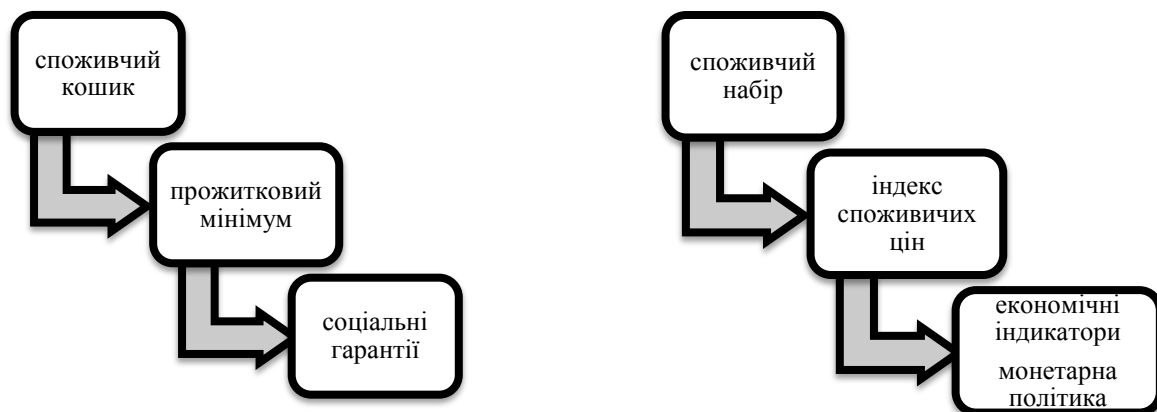 споживчий
кошик
прожитковий
мінімум
соціальні
гарантії
споживчий
набір
індекс
споживичих
цін
економічні
індикатори
монетарна
політика